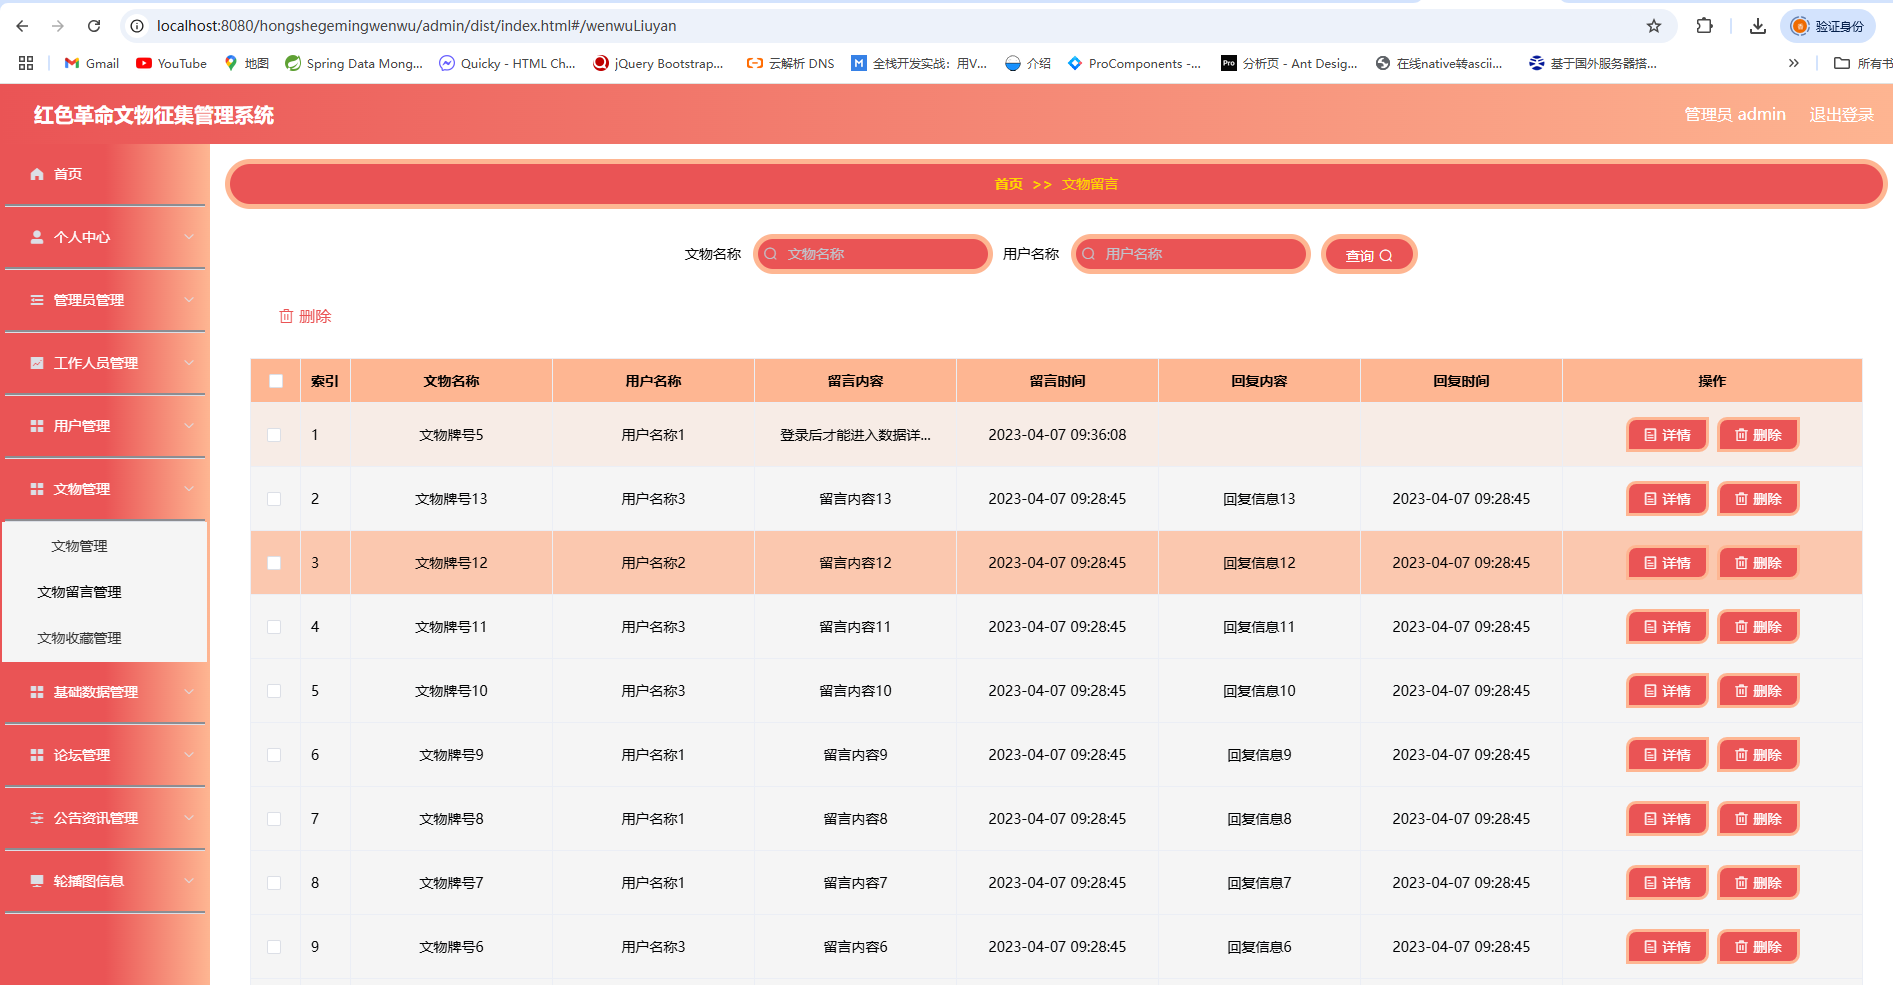 localhost:8080/hongshegemingwenwu/admin/dist/index.html#/wenwuLiuyan 验证身份
Gmail YouTube 地图 Spring Data Mong... Quicky - HTML Ch... jQuery Bootstrap... 云解析 DNS 全栈开发实战：用V... 介绍 ProComponents -... Pro 分析页 - Ant Desig... 在线native转ascii... 基于国外服务器搭... » 所有书
红色革命文物征集管理系统 管理员 admin 退出登录
首页
个人中心
管理员管理
工作人员管理
用户管理
文物管理
文物管理
文物留言管理
文物收藏管理
基础数据管理
论坛管理
公告资讯管理
轮播图信息
首页 >> 文物留言
文物名称 文物名称 用户名称 用户名称 查询
删除
索引 文物名称 用户名称 留言内容 留言时间 回复内容 回复时间 操作
1 文物牌号5 用户名称1 登录后才能进入数据详... 2023-04-07 09:36:08 详情 删除
2 文物牌号13 用户名称3 留言内容13 2023-04-07 09:28:45 回复信息13 2023-04-07 09:28:45 详情 删除
3 文物牌号12 用户名称2 留言内容12 2023-04-07 09:28:45 回复信息12 2023-04-07 09:28:45 详情 删除
4 文物牌号11 用户名称3 留言内容11 2023-04-07 09:28:45 回复信息11 2023-04-07 09:28:45 详情 删除
5 文物牌号10 用户名称3 留言内容10 2023-04-07 09:28:45 回复信息10 2023-04-07 09:28:45 详情 删除
6 文物牌号9 用户名称1 留言内容9 2023-04-07 09:28:45 回复信息9 2023-04-07 09:28:45 详情 删除
7 文物牌号8 用户名称1 留言内容8 2023-04-07 09:28:45 回复信息8 2023-04-07 09:28:45 详情 删除
8 文物牌号7 用户名称1 留言内容7 2023-04-07 09:28:45 回复信息7 2023-04-07 09:28:45 详情 删除
9 文物牌号6 用户名称3 留言内容6 2023-04-07 09:28:45 回复信息6 2023-04-07 09:28:45 详情 删除